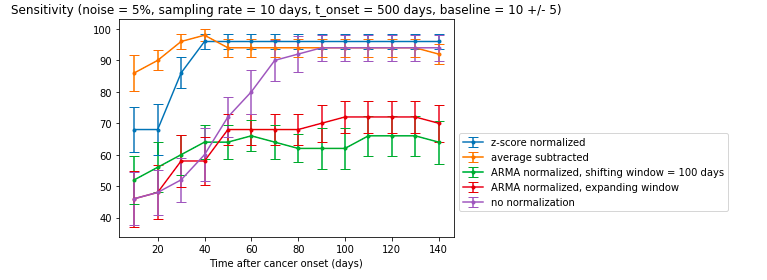 Sensitivity (noise = 5%, sampling rate = 10 days, t_onset = 500 days, baseline = 10 +/- 5)
100
90
80
70
60
50
40
z-score normalized
average subtracted
ARMA normalized, shifting window = 100 days
ARMA normalized, expanding window
no normalization
20 40 60 80 100 120 140
Time after cancer onset (days)